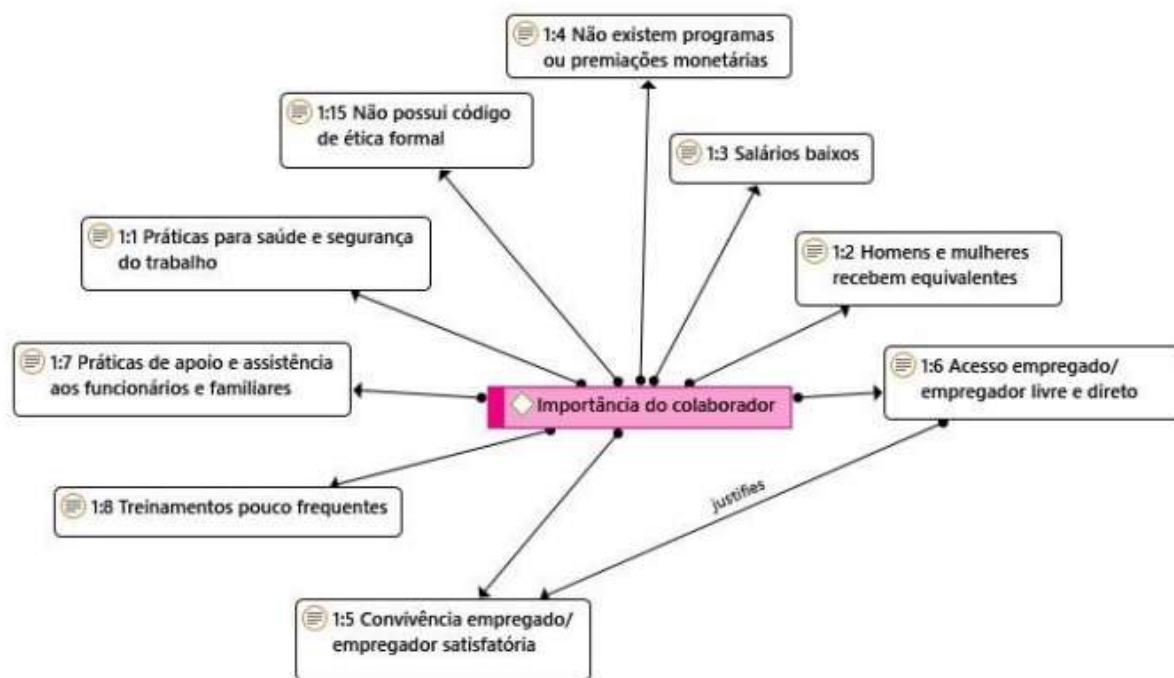 1:4 Não existem programas
ou premiações monetárias
1:15 Não possui código
de ética formal
1:3 Salários baixos
1:1 Práticas para saúde e segurança
do trabalho
1:2 Homens e mulheres
recebem equivalentes
1:7 Práticas de apoio e assistência
aos funcionários e familiares
1:6 Acesso empregado/
empregador livre e direto
Importância do colaborador
1:8 Treinamentos pouco frequentes
justifies
1:5 Convivência empregado/
empregador satisfatória